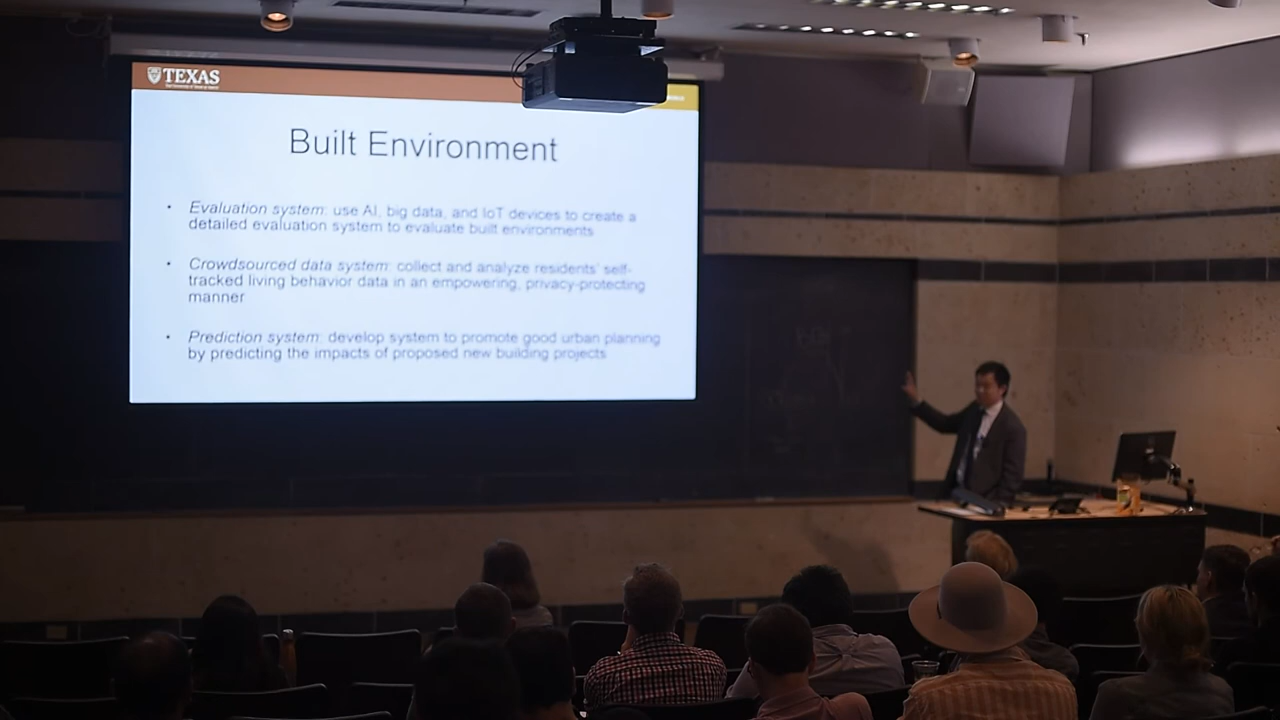 TEXAS
Built Environment
• Evaluation system: use AI, big data, and IoT devices to create a
detailed evaluation system to evaluate built environments
• Crowdsourced data system: collect and analyze residents' self-
tracked living behavior data in an empowering, privacy-protecting
manner
• Prediction system: develop system to promote good urban planning
by predicting the impacts of proposed new building projects